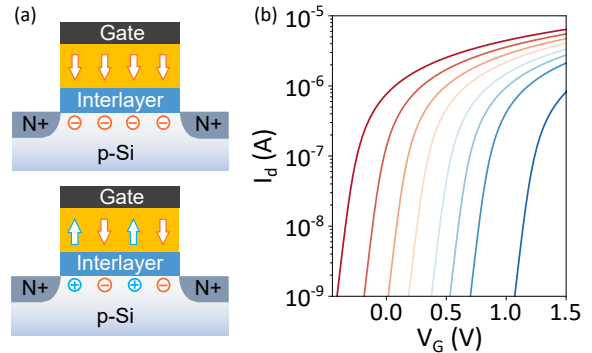 (a)
Gate
Interlayer
N+ N+
p-Si
Gate
Interlayer
N+ N+
p-Si
(b)
10⁻⁵
10⁻⁶
10⁻⁷
10⁻⁸
10⁻⁹
I_d (A)
0.0 0.5 1.0 1.5
V_G (V)